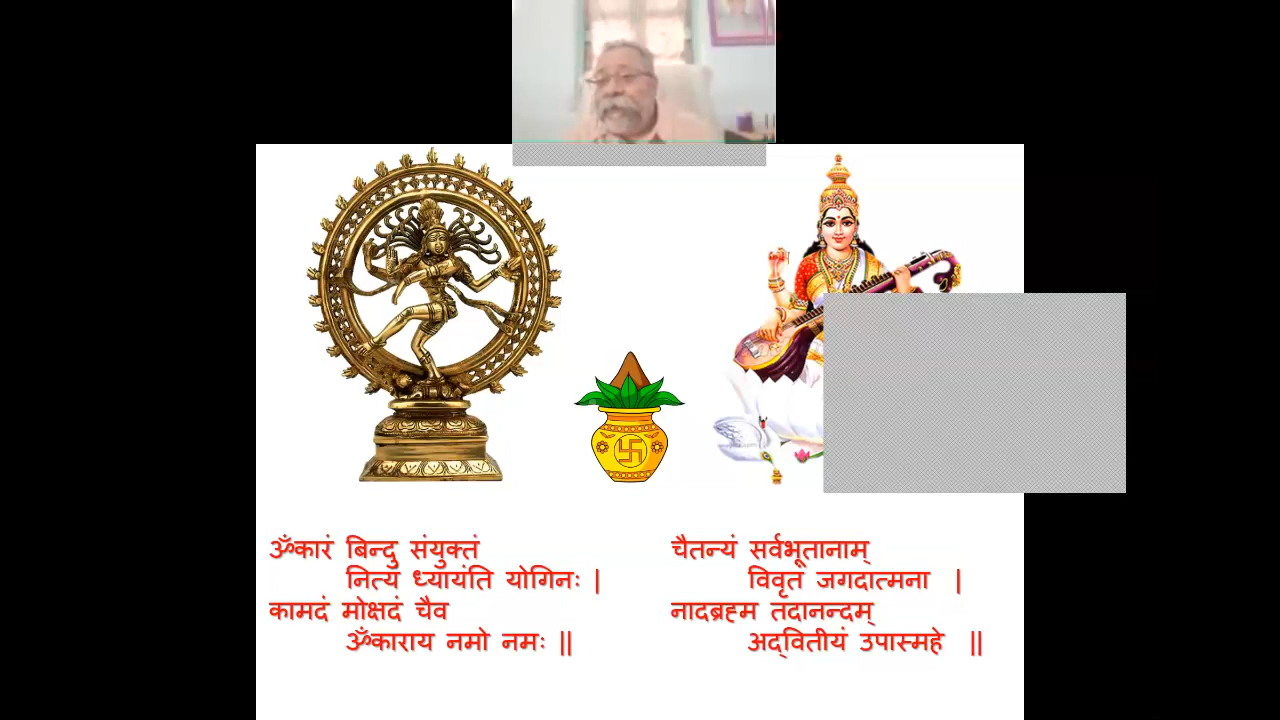 ॐकारं बिन्दु संयुक्तं
नित्यं ध्यायंति योगिनः |
कामदं मोक्षदं चैव
ॐकाराय नमो नमः ||
चैतन्यं सर्वभूतानाम्
विवृतं जगदात्मना |
नादब्रह्म तदानन्दम्
अद्वितीयं उपास्महे ||